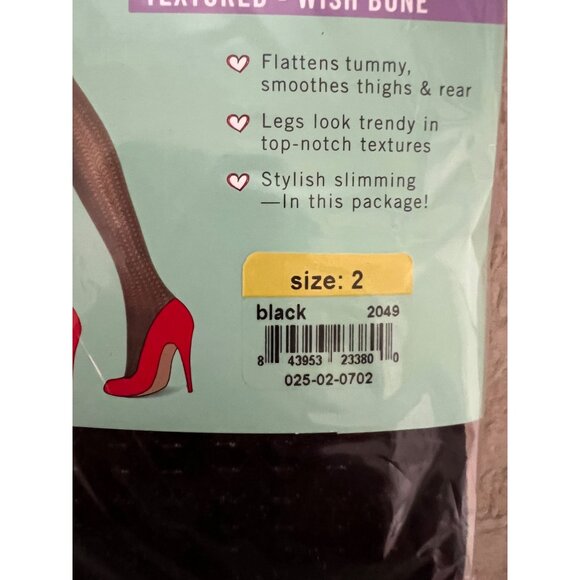 TEXTURED - WISH BONE
Flattens tummy,
smoothes thighs & rear
Legs look trendy in
top-notch textures
Stylish slimming
—In this package!
size: 2
black 2049
8 43953 23380 0
025-02-0702